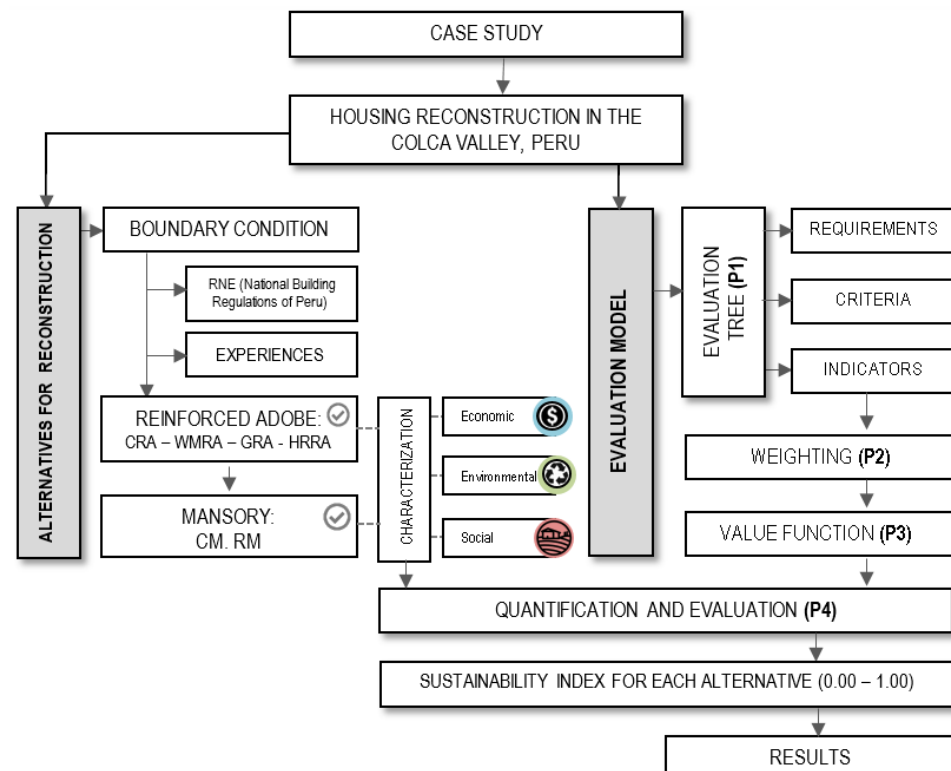 CASE STUDY
HOUSING RECONSTRUCTION IN THE
COLCA VALLEY, PERU
ALTERNATIVES FOR RECONSTRUCTION
BOUNDARY CONDITION
RNE (National Building
Regulations of Peru)
EXPERIENCES
REINFORCED ADOBE:
CRA – WMRA – GRA - HRRA
MANSORY:
CM. RM
CHARACTERIZATION
Economic
$
Environmental
Social
EVALUATION MODEL
EVALUATION
TREE (P1)
REQUIREMENTS
CRITERIA
INDICATORS
WEIGHTING (P2)
VALUE FUNCTION (P3)
QUANTIFICATION AND EVALUATION (P4)
SUSTAINABILITY INDEX FOR EACH ALTERNATIVE (0.00 – 1.00)
RESULTS